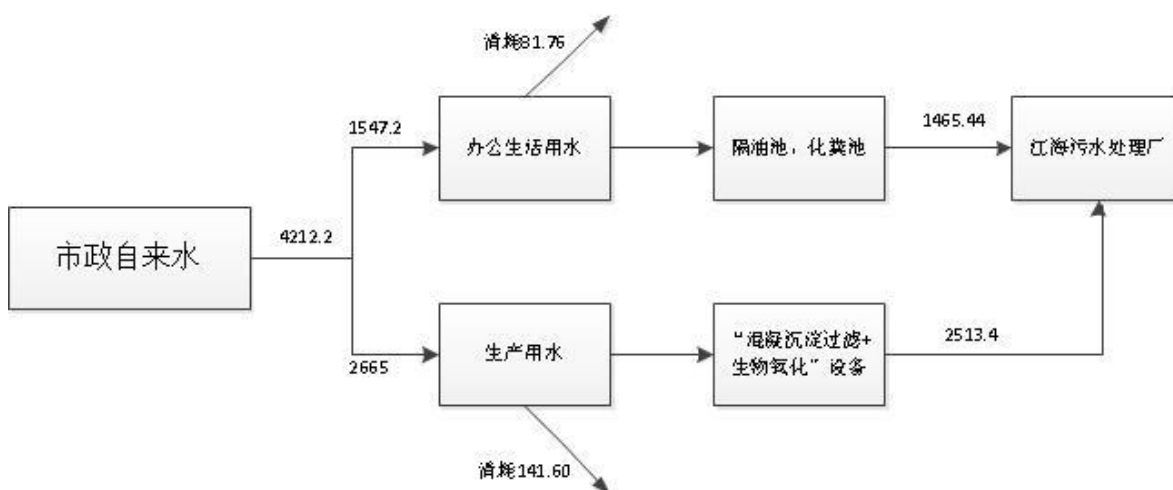 消耗81.76
1547.2
办公生活用水
隔油池，化粪池
1465.44
江海污水处理厂
市政自来水
4212.2
2665
生产用水
“混凝沉淀过滤+
生物氧化”设备
2513.4
消耗141.60